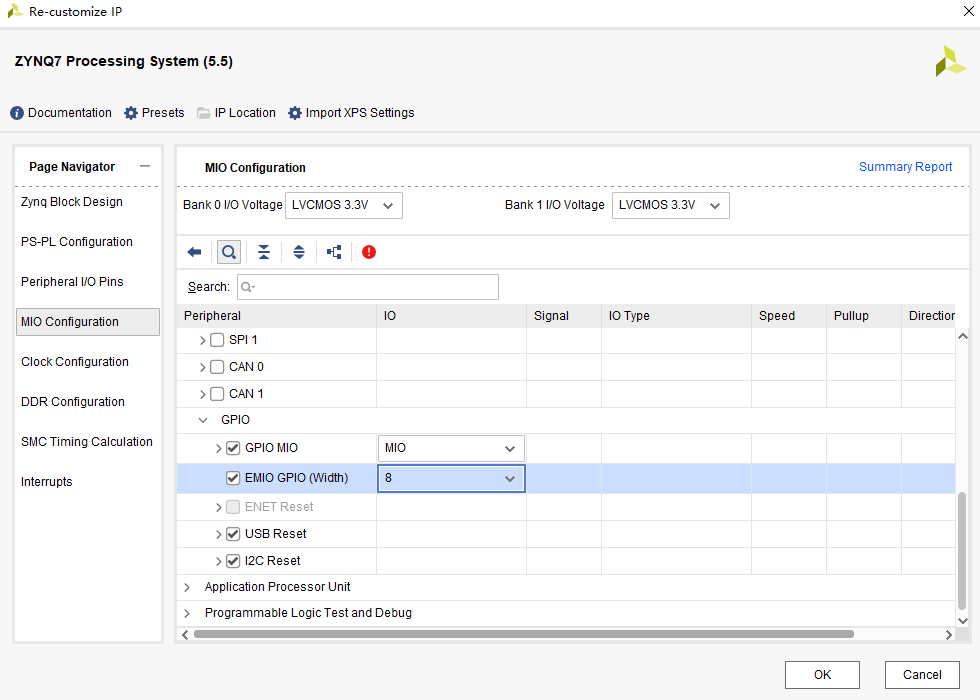 Re-customize IP
ZYNQ7 Processing System (5.5)
Documentation Presets IP Location Import XPS Settings
Page Navigator
Zynq Block Design
PS-PL Configuration
Peripheral I/O Pins
MIO Configuration
Clock Configuration
DDR Configuration
SMC Timing Calculation
Interrupts
MIO Configuration Summary Report
Bank 0 I/O Voltage LVCMOS 3.3V Bank 1 I/O Voltage LVCMOS 3.3V
Search:
Peripheral IO Signal IO Type Speed Pullup Direction
SPI 1
CAN 0
CAN 1
GPIO
GPIO MIO MIO
EMIO GPIO (Width) 8
ENET Reset
USB Reset
I2C Reset
Application Processor Unit
Programmable Logic Test and Debug
OK Cancel